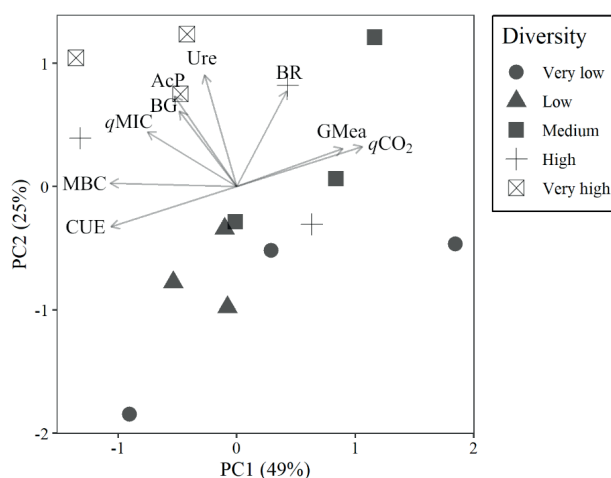 Diversity
Very low
Low
Medium
High
Very high
1
0
-1
-2
PC2 (25%)
Ure
AcP
BR
BG
qMIC
GMea
qCO₂
MBC
CUE
-1
0
1
2
PC1 (49%)